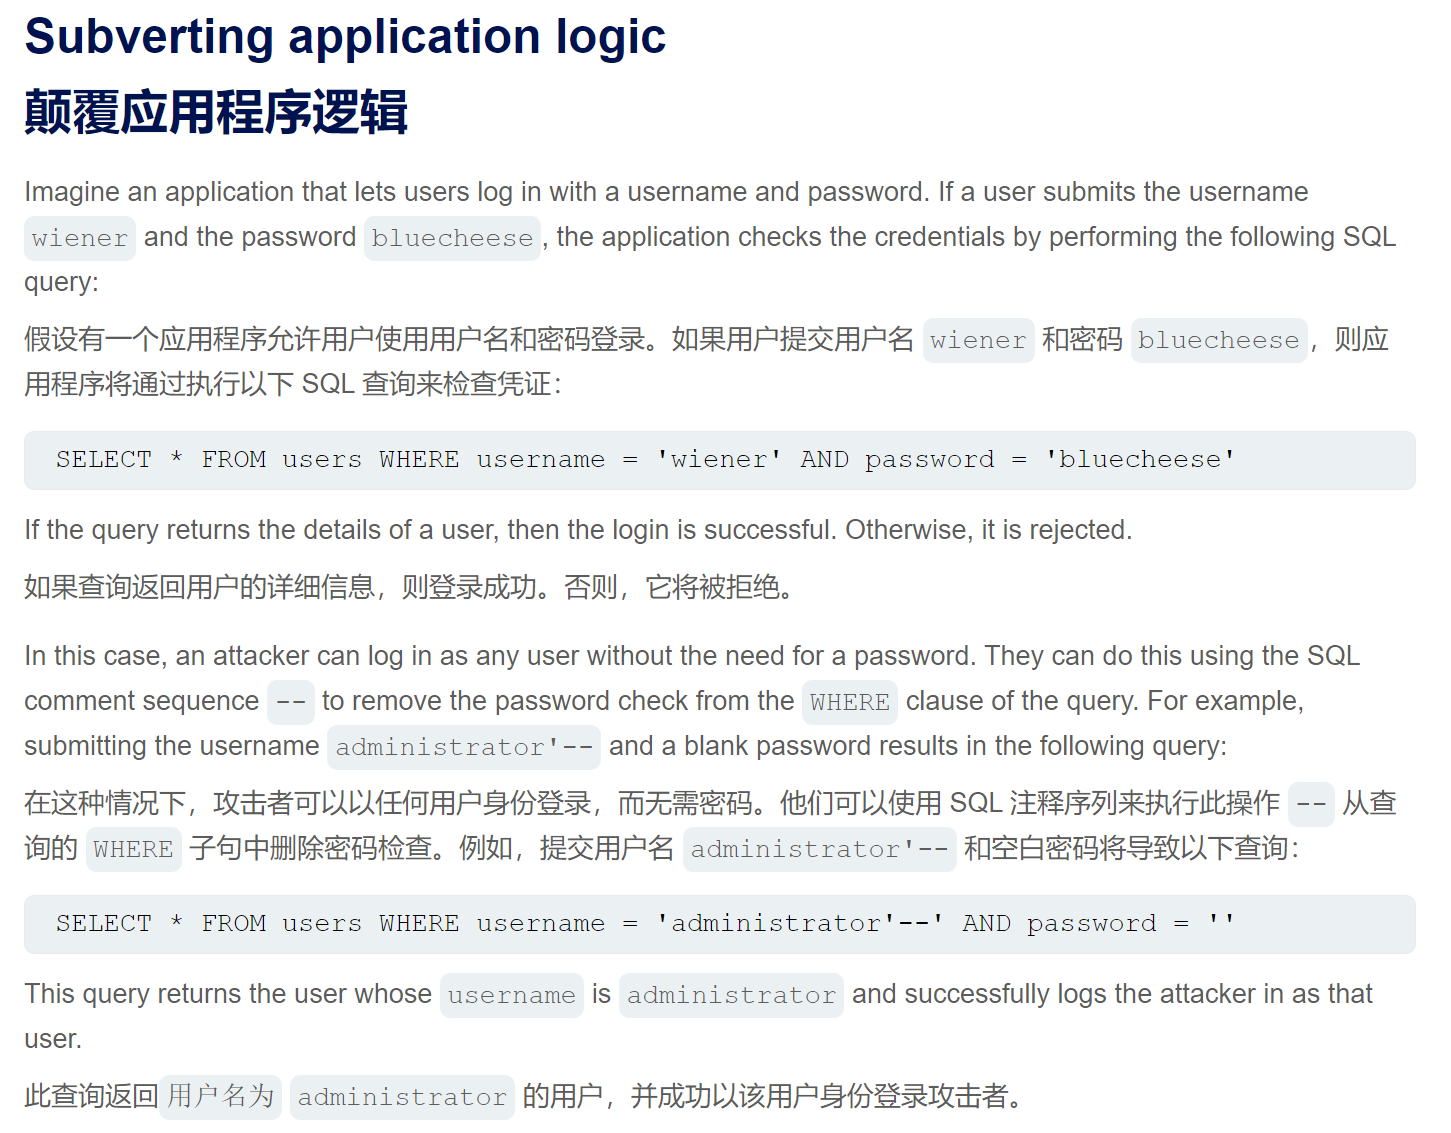 Subverting application logic
颠覆应用程序逻辑
Imagine an application that lets users log in with a username and password. If a user submits the username
wiener and the password bluecheese, the application checks the credentials by performing the following SQL
query:
假设有一个应用程序允许用户使用用户名和密码登录。如果用户提交用户名 wiener 和密码 bluecheese，则应
用程序将通过执行以下 SQL 查询来检查凭证：
SELECT * FROM users WHERE username = 'wiener' AND password = 'bluecheese'
If the query returns the details of a user, then the login is successful. Otherwise, it is rejected.
如果查询返回用户的详细信息，则登录成功。否则，它将被拒绝。
In this case, an attacker can log in as any user without the need for a password. They can do this using the SQL
comment sequence -- to remove the password check from the WHERE clause of the query. For example,
submitting the username administrator'-- and a blank password results in the following query:
在这种情况下，攻击者可以以任何用户身份登录，而无需密码。他们可以使用 SQL 注释序列来执行此操作 -- 从查
询的 WHERE 子句中删除密码检查。例如，提交用户名 administrator'-- 和空白密码将导致以下查询：
SELECT * FROM users WHERE username = 'administrator'--' AND password = ''
This query returns the user whose username is administrator and successfully logs the attacker in as that
user.
此查询返回用户名为 administrator 的用户，并成功以该用户身份登录攻击者。